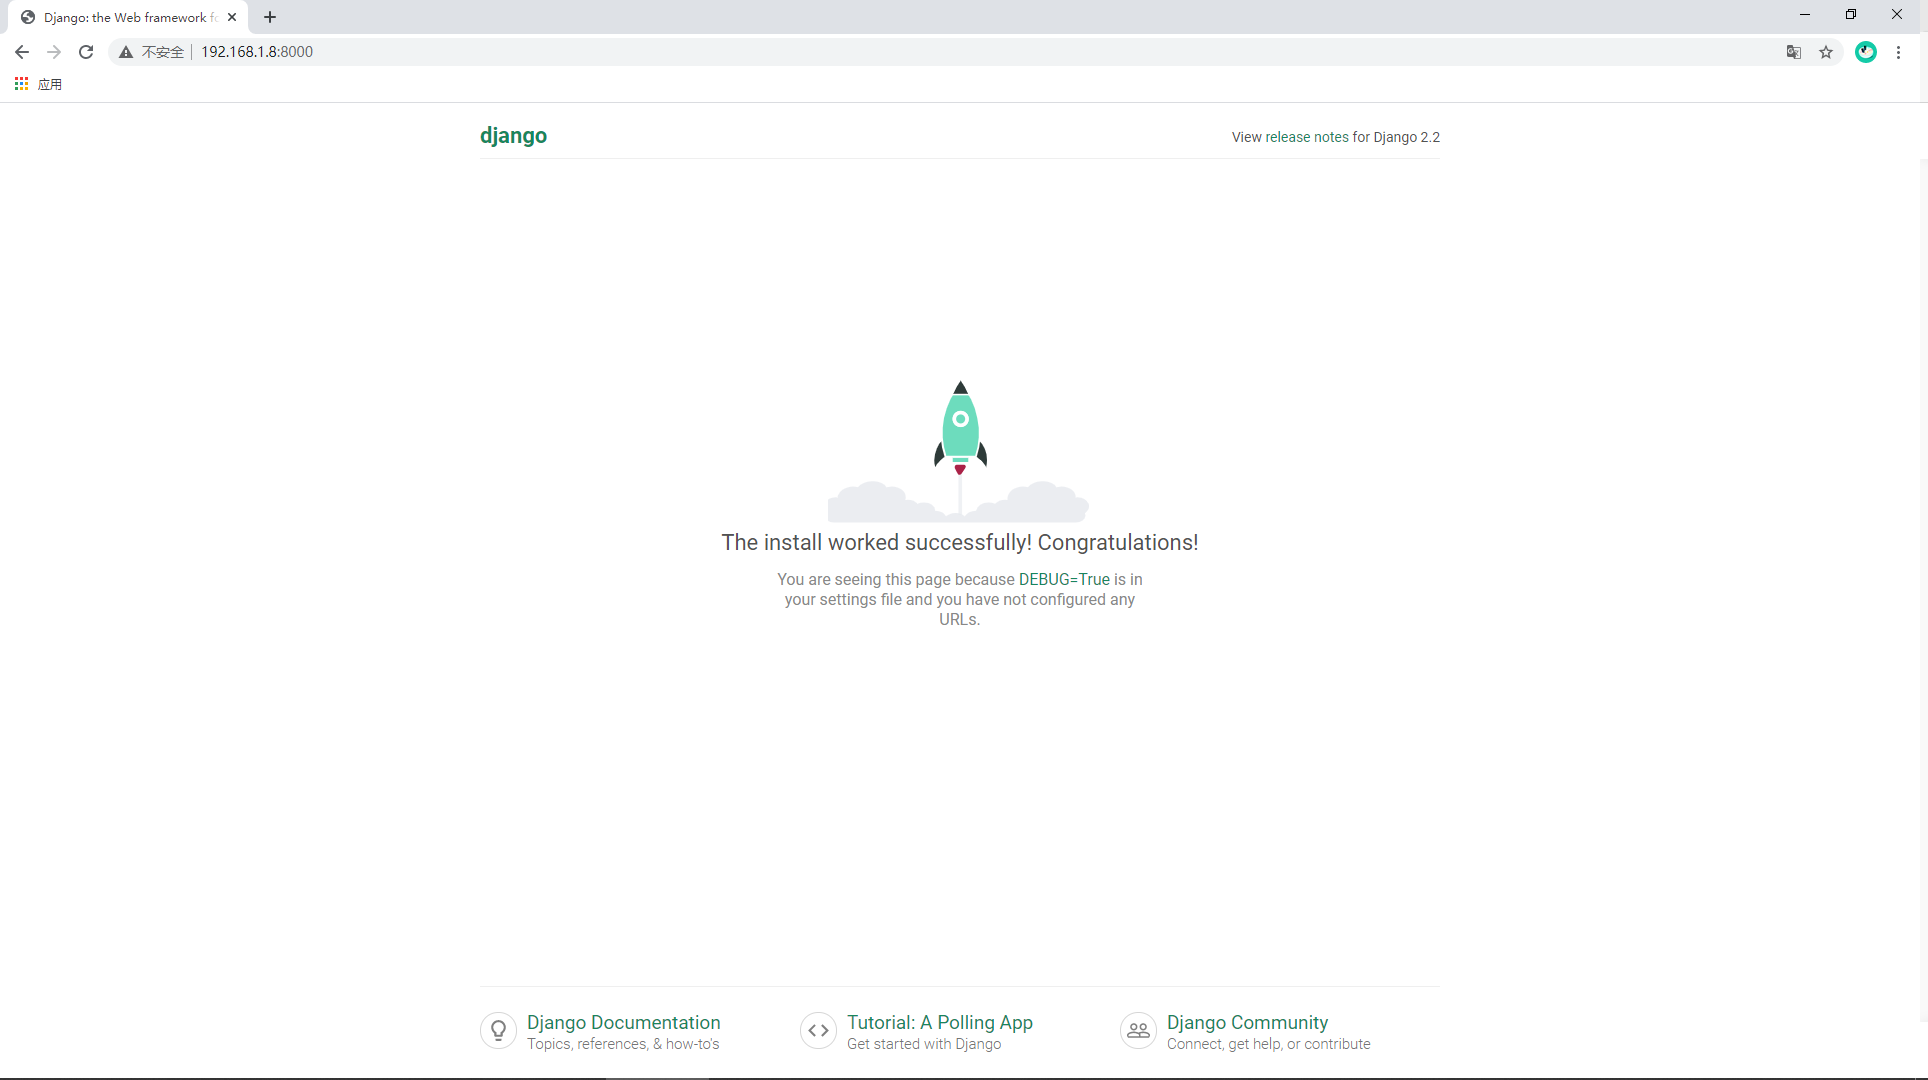 Django: the Web framework fo
不安全 192.168.1.8:8000
应用
django
View release notes for Django 2.2
The install worked successfully! Congratulations!
You are seeing this page because DEBUG=True is in
your settings file and you have not configured any
URLs.
Django Documentation
Topics, references, & how-to's
Tutorial: A Polling App
Get started with Django
Django Community
Connect, get help, or contribute